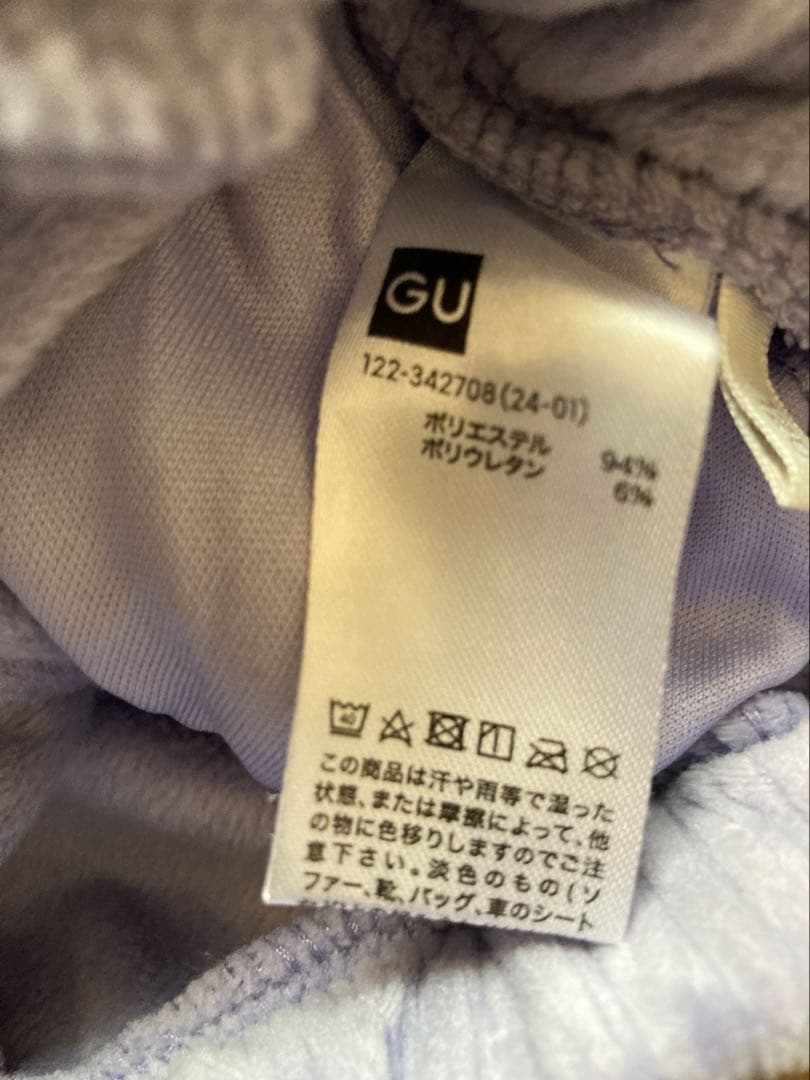 GU
122-342708(24-01)
ポリエステル 94%
ポリウレタン 6%
40
この商品は汗や雨等で湿った
状態、または摩擦によって、他
の物に色移りしますのでご注
意下さい。淡色のもの(ソ
ファー、靴、バッグ、車のシート